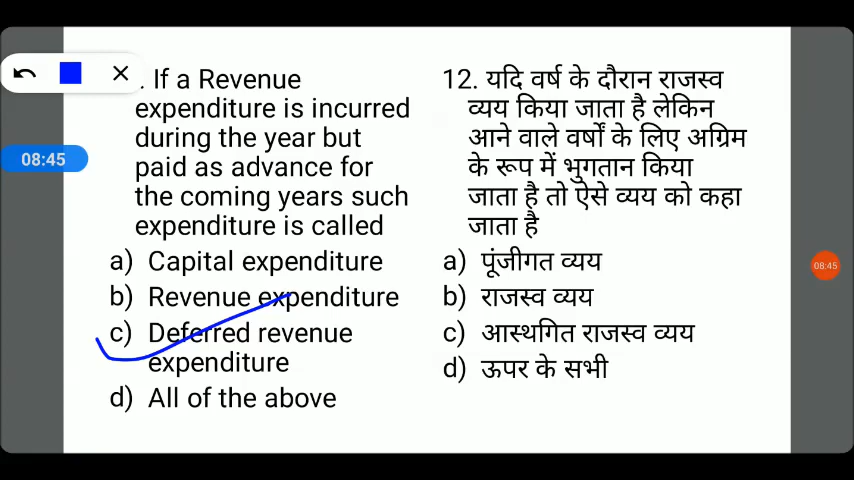 . If a Revenue
expenditure is incurred
during the year but
paid as advance for
the coming years such
expenditure is called
a) Capital expenditure
b) Revenue expenditure
c) Deferred revenue
expenditure
d) All of the above
12. यदि वर्ष के दौरान राजस्व
व्यय किया जाता है लेकिन
आने वाले वर्षों के लिए अग्रिम
के रूप में भुगतान किया
जाता है तो ऐसे व्यय को कहा
जाता है
a) पूंजीगत व्यय
b) राजस्व व्यय
c) आस्थगित राजस्व व्यय
d) ऊपर के सभी
08:45
08:45